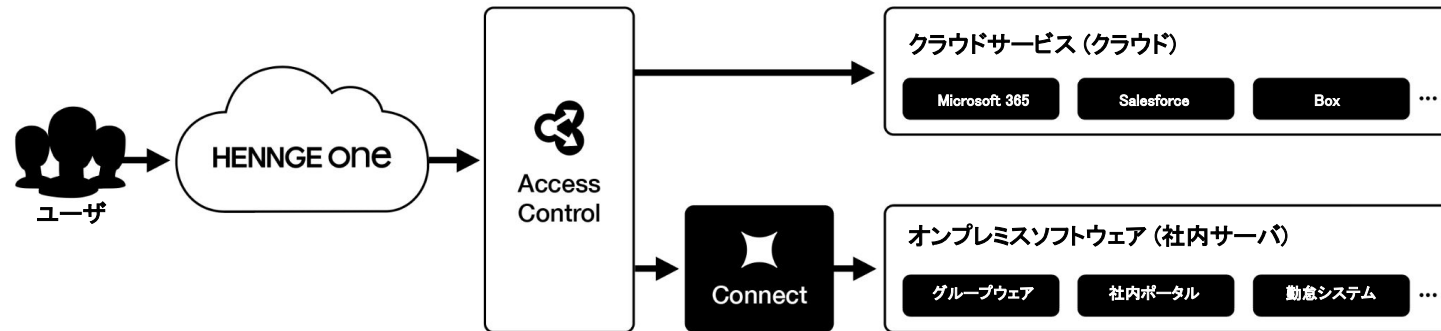 ユーザ
HENNGE one
Access
Control
クラウドサービス (クラウド)
Microsoft 365
Salesforce
Box
...
Connect
オンプレミスソフトウェア (社内サーバ)
グループウェア
社内ポータル
勤怠システム
...